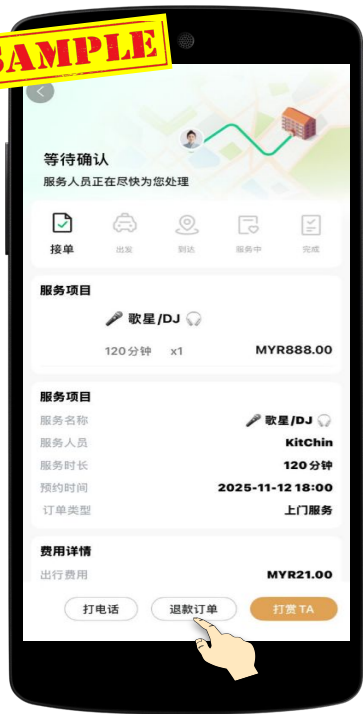 SAMPLE
等待确认
服务人员正在尽快为您处理
接单 出发 到达 服务中 完成
服务项目
🎤 歌星/DJ 🎧
120分钟 x1 MYR888.00
服务项目
服务名称 🎤 歌星/DJ 🎧
服务人员 KitChin
服务时长 120分钟
预约时间 2025-11-12 18:00
订单类型 上门服务
费用详情
出行费用 MYR21.00
打电话 退款订单 打赏TA